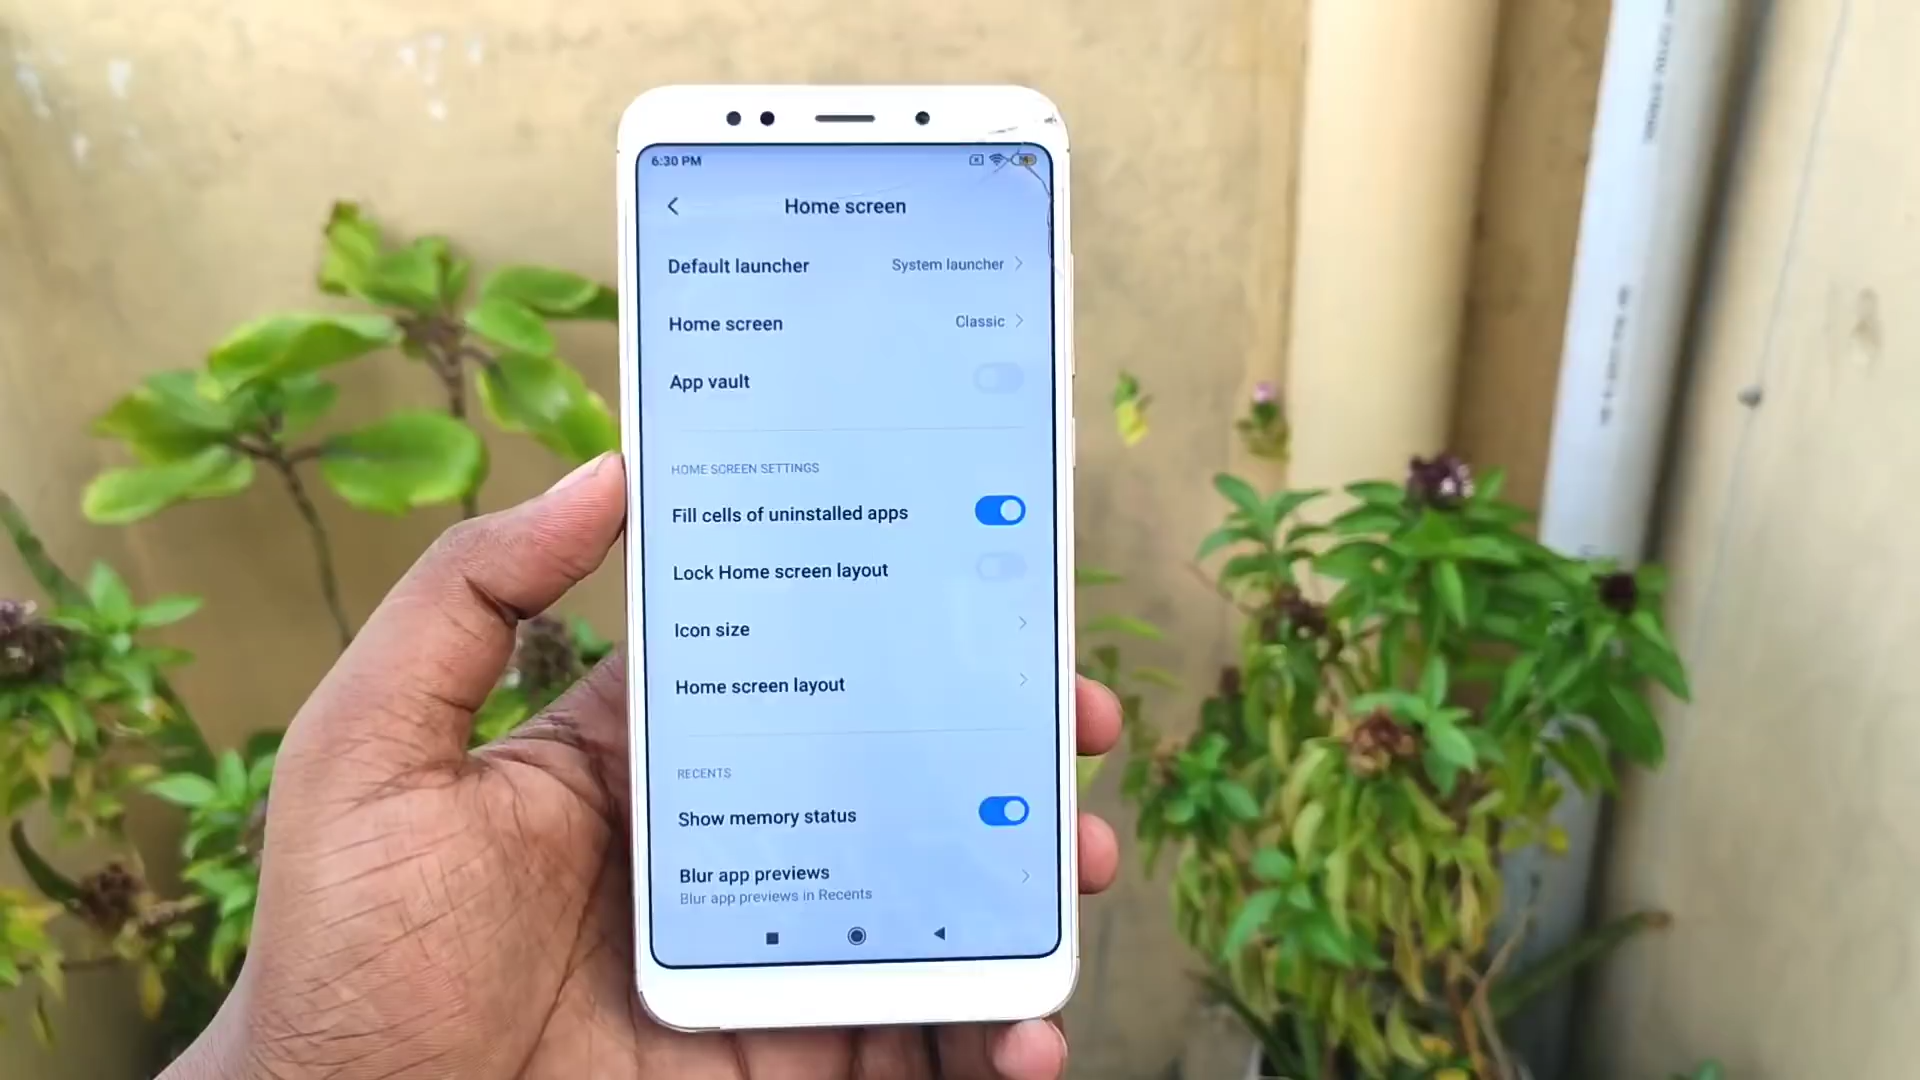 6:30 PM
Home screen
Default launcher
System launcher
Home screen
Classic
App vault
HOME SCREEN SETTINGS
Fill cells of uninstalled apps
Lock Home screen layout
Icon size
Home screen layout
RECENTS
Show memory status
Blur app previews
Blur app previews in Recents